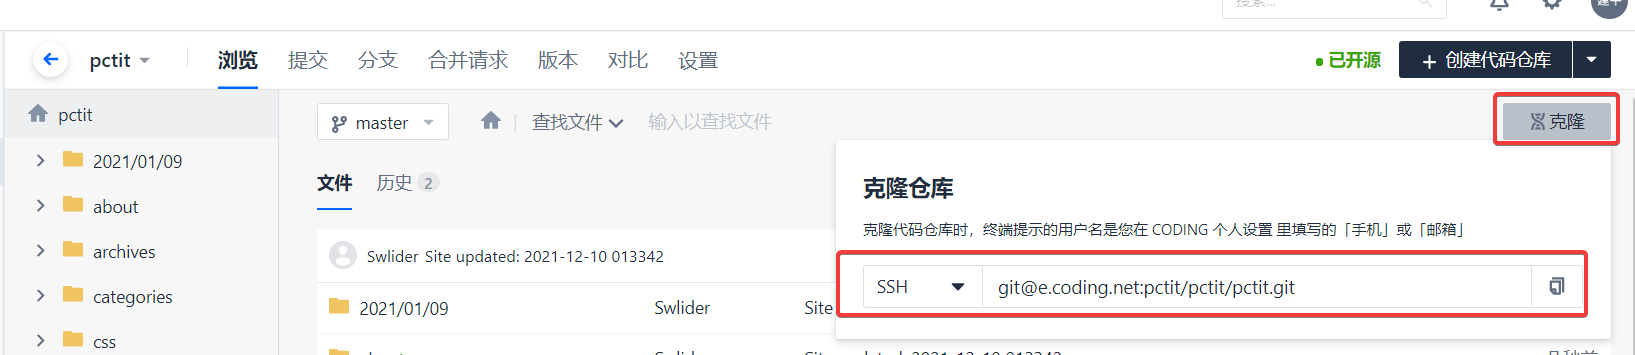 搜索...
pctit
浏览 提交 分支 合并请求 版本 对比 设置
已开源
+ 创建代码仓库
pctit
master
查找文件
输入以查找文件
克隆
2021/01/09
about
archives
categories
css
文件 历史 2
克隆仓库
克隆代码仓库时，终端提示的用户名是您在 CODING 个人设置 里填写的「手机」或「邮箱」
SSH
git@e.coding.net:pctit/pctit/pctit.git
Swlider Site updated: 2021-12-10 013342
2021/01/09 Swlider Site